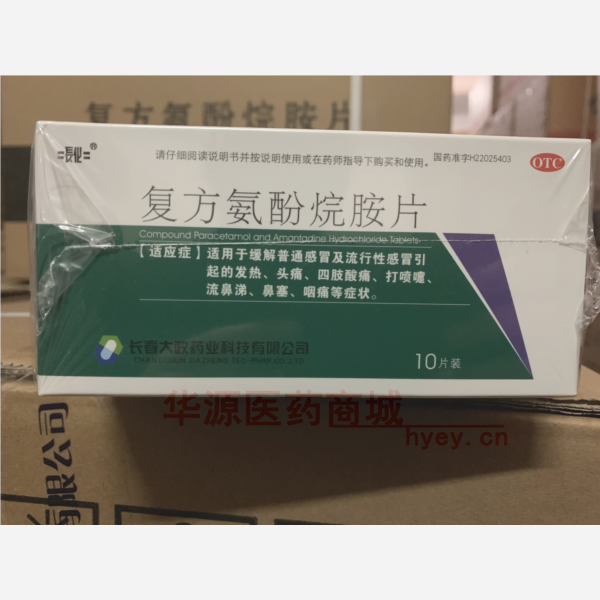 复方氨酚烷胺片
=長业=®
请仔细阅读说明书并按说明使用或在药师指导下购买和使用。
国药准字H22025403
OTC
复方氨酚烷胺片
Compound Paracetamol and Amantadine Hydrochloride Tablets
【适应症】适用于缓解普通感冒及流行性感冒引
起的发热、头痛、四肢酸痛、打喷嚏、
流鼻涕、鼻塞、咽痛等症状。
长春大政药业科技有限公司
10片装
华源医药商城
hyey.cn
有限公司